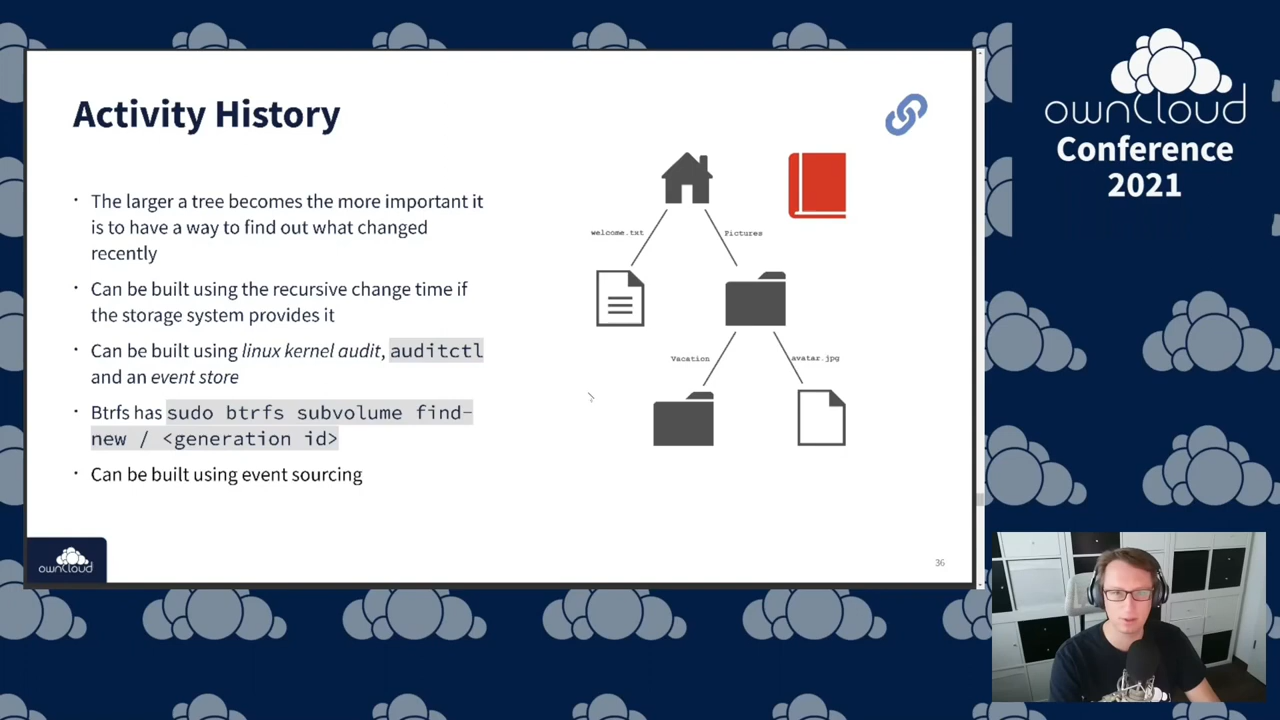 Activity History
· The larger a tree becomes the more important it
is to have a way to find out what changed
recently
· Can be built using the recursive change time if
the storage system provides it
· Can be built using linux kernel audit, auditctl
and an event store
· Btrfs has sudo btrfs subvolume find-
new / <generation id>
· Can be built using event sourcing
welcome.txt
Pictures
Vacation
avatar.jpg
ownCloud
36
ownCloud
Conference
2021